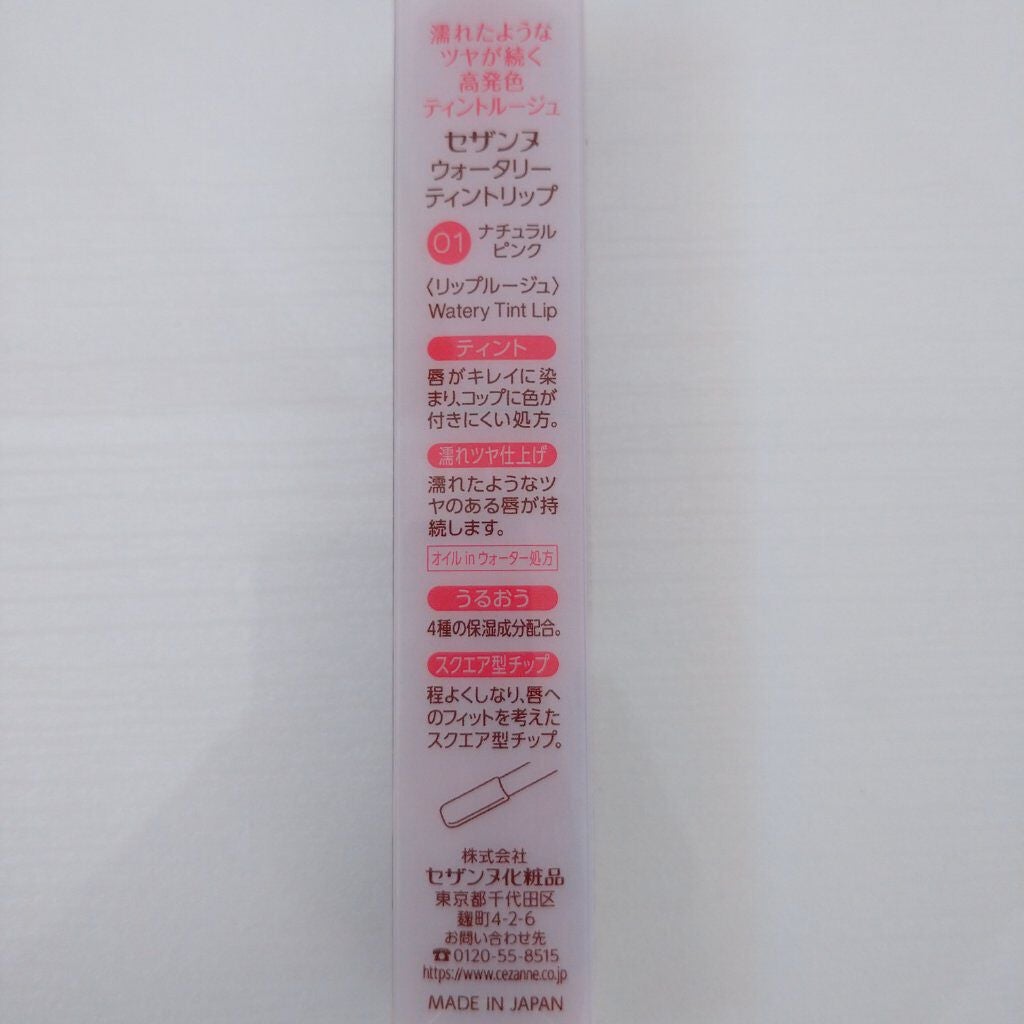 濡れたような
ツヤが続く
高発色
ティントルージュ
セザンヌ
ウォータリー
ティントリップ
01 ナチュラル
ピンク
〈リップルージュ〉
Watery Tint Lip
ティント
唇がキレイに染
まり、コップに色が
付きにくい処方。
濡れツヤ仕上げ
濡れたようなツ
ヤのある唇が持
続します。
オイル in ウォーター処方
うるおう
4種の保湿成分配合。
スクエア型チップ
程よくしなり、唇へ
のフィットを考えた
スクエア型チップ。
株式会社
セザンヌ化粧品
東京都千代田区
麹町4-2-6
お問い合わせ先
☎0120-55-8515
https://www.cezanne.co.jp
MADE IN JAPAN